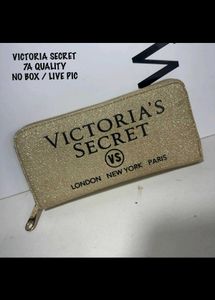 VICTORIA SECRET
7A QUALITY
NO BOX / LIVE PIC
VICTORIA'S
SECRET
VS
LONDON NEW YORK PARIS